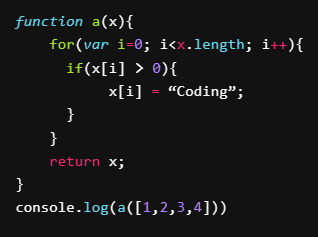 function a(x){
    for(var i=0; i<x.length; i++){
      if(x[i] > 0){
           x[i] = “Coding”;
      }
    }
    return x;
}
console.log(a([1,2,3,4]))